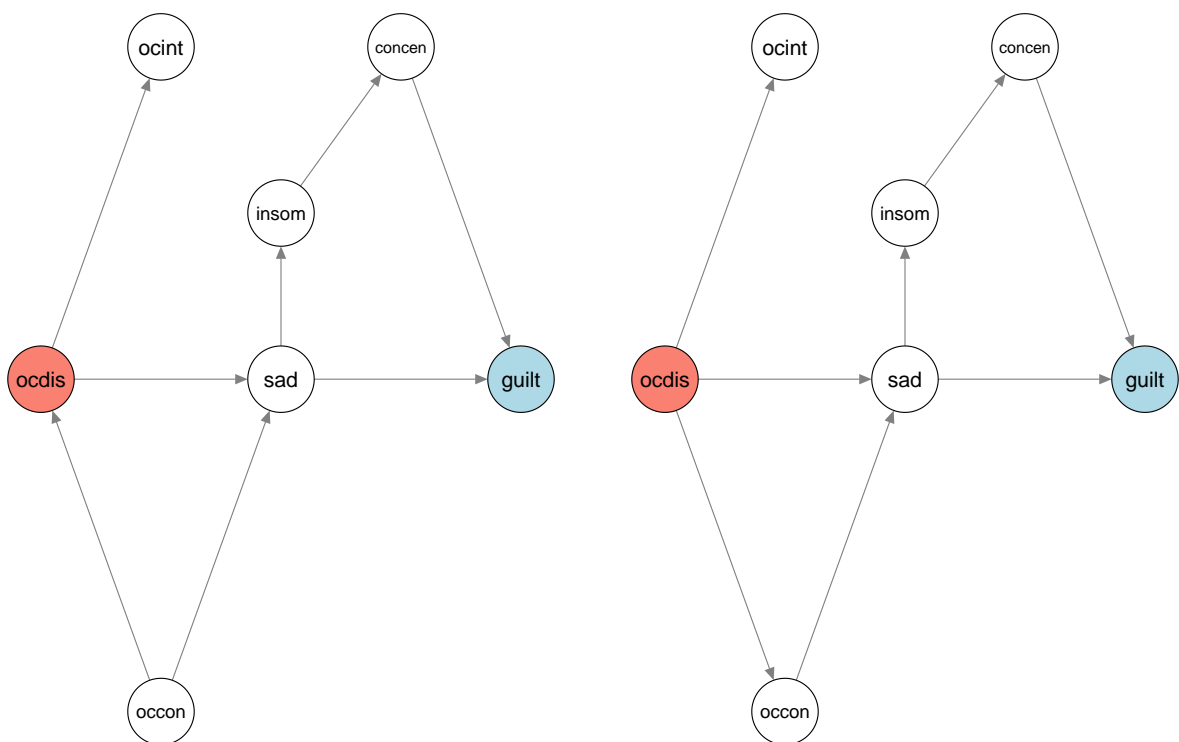 ocint
concen
insom
ocdis
sad
guilt
occon
ocint
concen
insom
ocdis
sad
guilt
occon